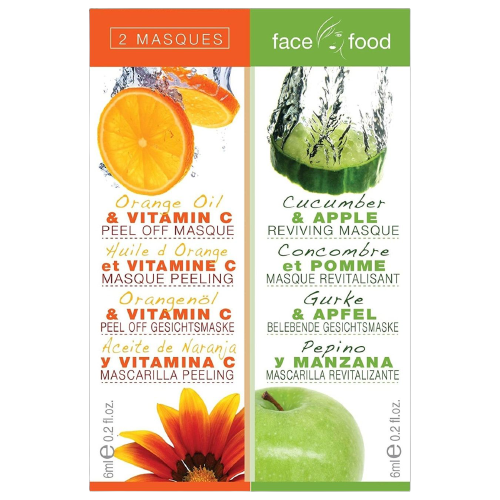 2 MASQUES
Orange Oil
& VITAMIN C
PEEL OFF MASQUE
Huile d Orange
et VITAMINE C
MASQUE PEELING
Orangenöl
& VITAMIN C
PEEL OFF GESICHTSMASKE
Aceite de Naranja
y VITAMINA C
MASCARILLA PEELING
6ml e 0.2 fl.oz.
face food
Cucumber
& APPLE
REVIVING MASQUE
Concombre
et POMME
MASQUE REVITALISANT
Gurke
& APFEL
BELEBENDE GESICHTSMASKE
Pepino
y MANZANA
MASCARILLA REVITALIZANTE
6ml e 0.2 fl.oz.